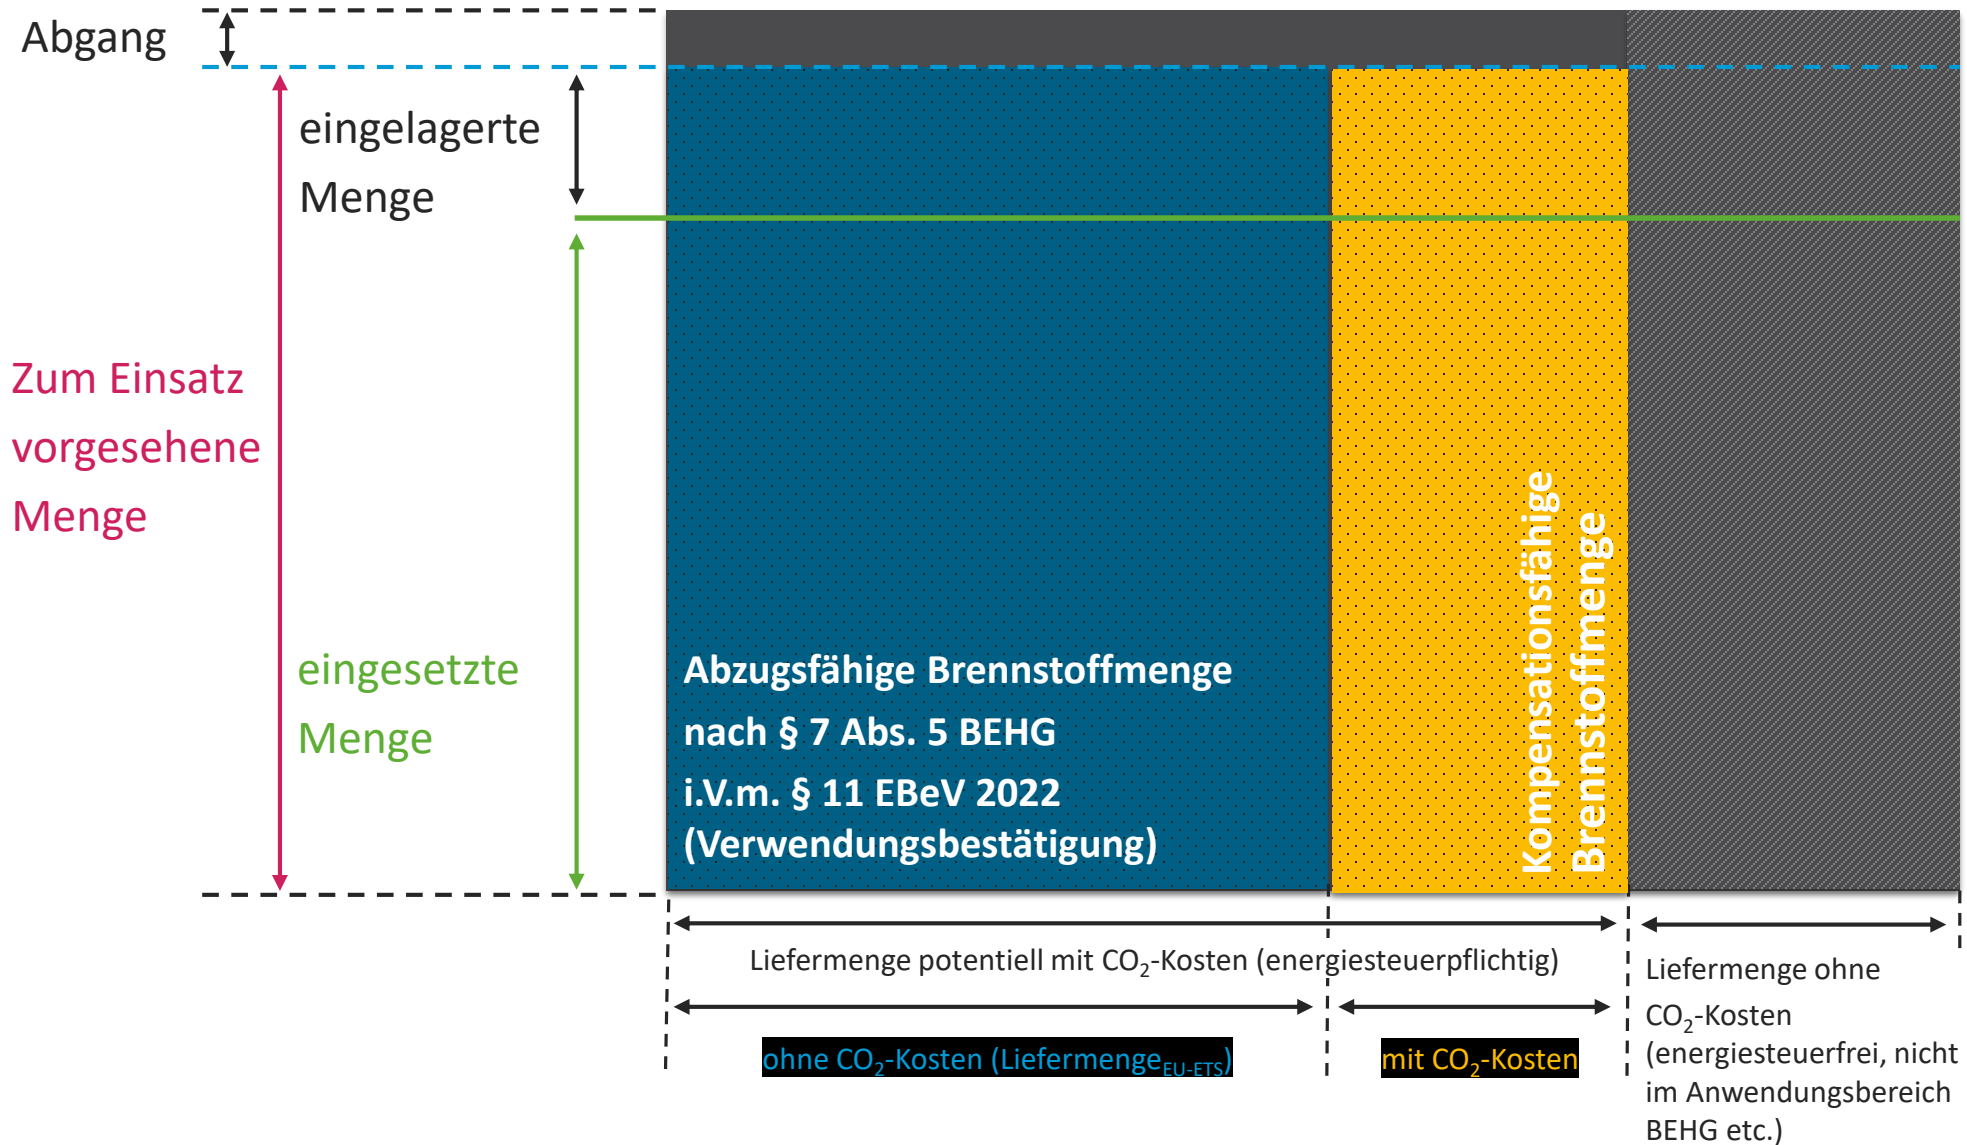 Abgang
eingelagerte
Menge
Zum Einsatz
vorgesehene
Menge
eingesetzte
Menge
Abzugsfähige Brennstoffmenge
nach § 7 Abs. 5 BEHG
i.V.m. § 11 EBeV 2022
(Verwendungsbestätigung)
Kompensationsfähige
Brennstoffmenge
Liefermenge potentiell mit CO₂-Kosten (energiesteuerpflichtig)
ohne CO₂-Kosten (Liefermenge EU-ETS)
mit CO₂-Kosten
Liefermenge ohne
CO₂-Kosten
(energiesteuerfrei, nicht
im Anwendungsbereich
BEHG etc.)